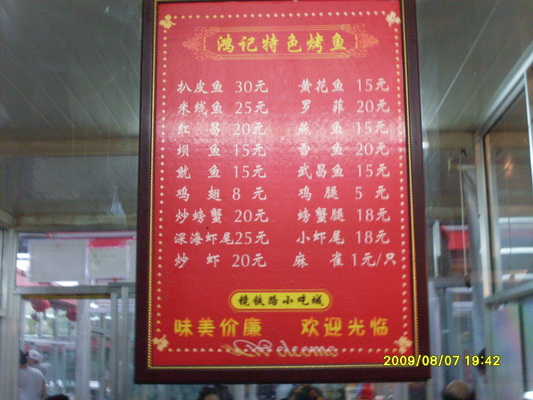 鸿记特色烤鱼
扒皮鱼 30元 黄花鱼 15元
米线鱼 25元 罗菲 20元
红昌 20元 燕鱼 15元
坝鱼 15元 雷鱼 20元
鱿鱼 15元 武昌鱼 15元
鸡翅 8元 鸡腿 5元
炒螃蟹 20元 螃蟹腿 18元
深海虾尾25元 小虾尾 18元
炒虾 20元 麻雀 1元/只
镜铁路小吃城
味美价廉 欢迎光临
Welcome
2009/08/07 19:42